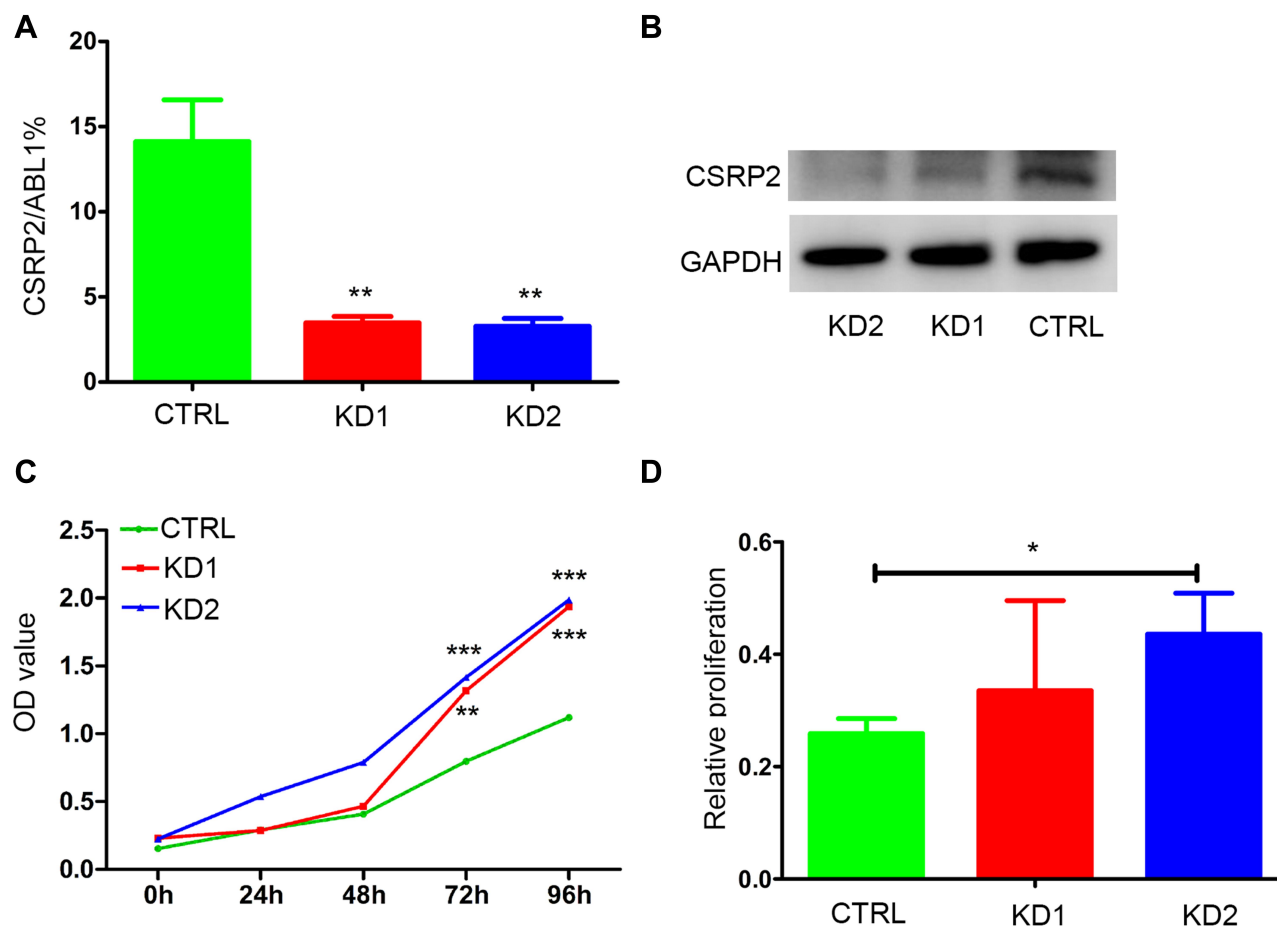 A
20
15
10
5
0
CSRP2/ABL1%
**
**
CTRL
KD1
KD2
B
CSRP2
GAPDH
KD2
KD1
CTRL
C
2.5
2.0
1.5
1.0
0.5
0.0
OD value
CTRL
KD1
KD2
***
**
***
***
0h
24h
48h
72h
96h
D
0.6
0.4
0.2
0.0
Relative proliferation
*
CTRL
KD1
KD2